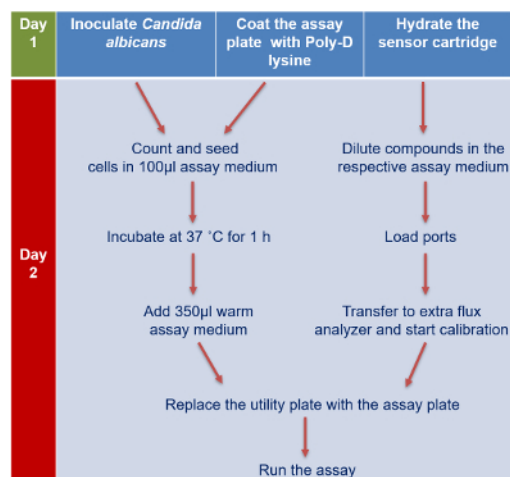 Day
1
Inoculate Candida
albicans
Coat the assay
plate with Poly-D
lysine
Hydrate the
sensor cartridge
Day
2
Count and seed
cells in 100µl assay medium
Dilute compounds in the
respective assay medium
Incubate at 37 ˚C for 1 h
Load ports
Add 350µl warm
assay medium
Transfer to extra flux
analyzer and start calibration
Replace the utility plate with the assay plate
Run the assay